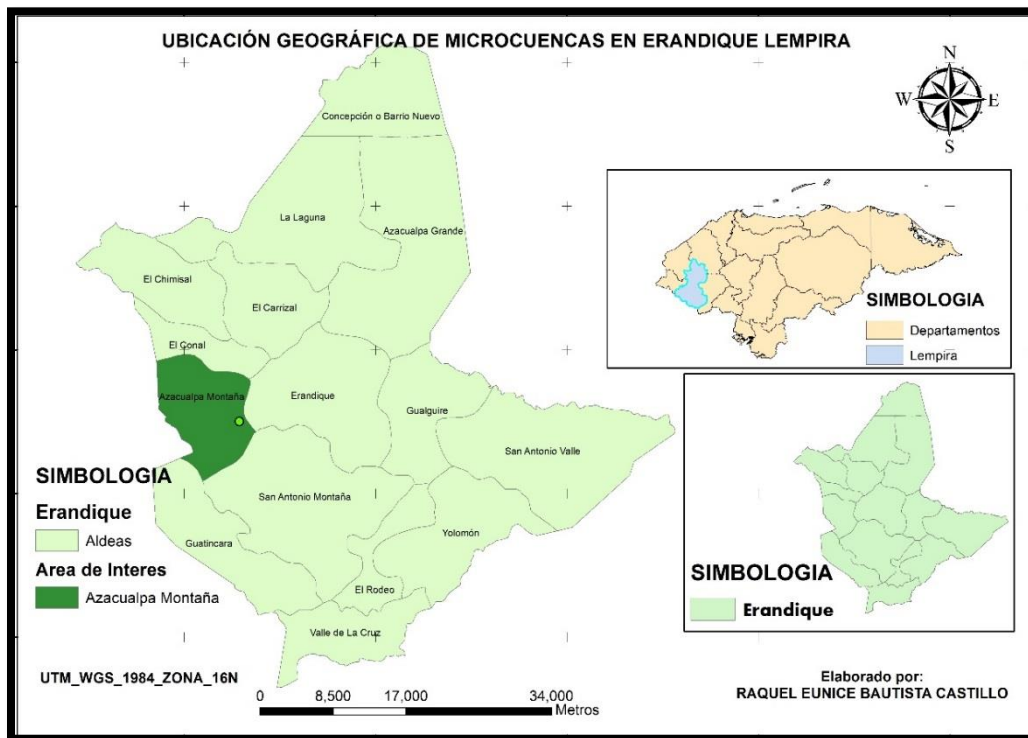 UBICACIÓN GEOGRÁFICA DE MICROCUENCAS EN ERANDIQUE LEMPIRA
N
W
E
S
Concepción o Barrio Nuevo
La Laguna
Azacualpa Grande
El Chimisal
El Carrizal
El Conal
Azacualpa Montaña
Erandique
Gualguire
San Antonio Valle
San Antonio Montaña
Yolomón
Guatincara
El Rodeo
Valle de La Cruz
SIMBOLOGIA
Erandique
Aldeas
Area de Interes
Azacualpa Montaña
SIMBOLOGIA
Departamentos
Lempira
SIMBOLOGIA
Erandique
UTM_WGS_1984_ZONA_16N
0 8,500 17,000 34,000
Metros
Elaborado por:
RAQUEL EUNICE BAUTISTA CASTILLO